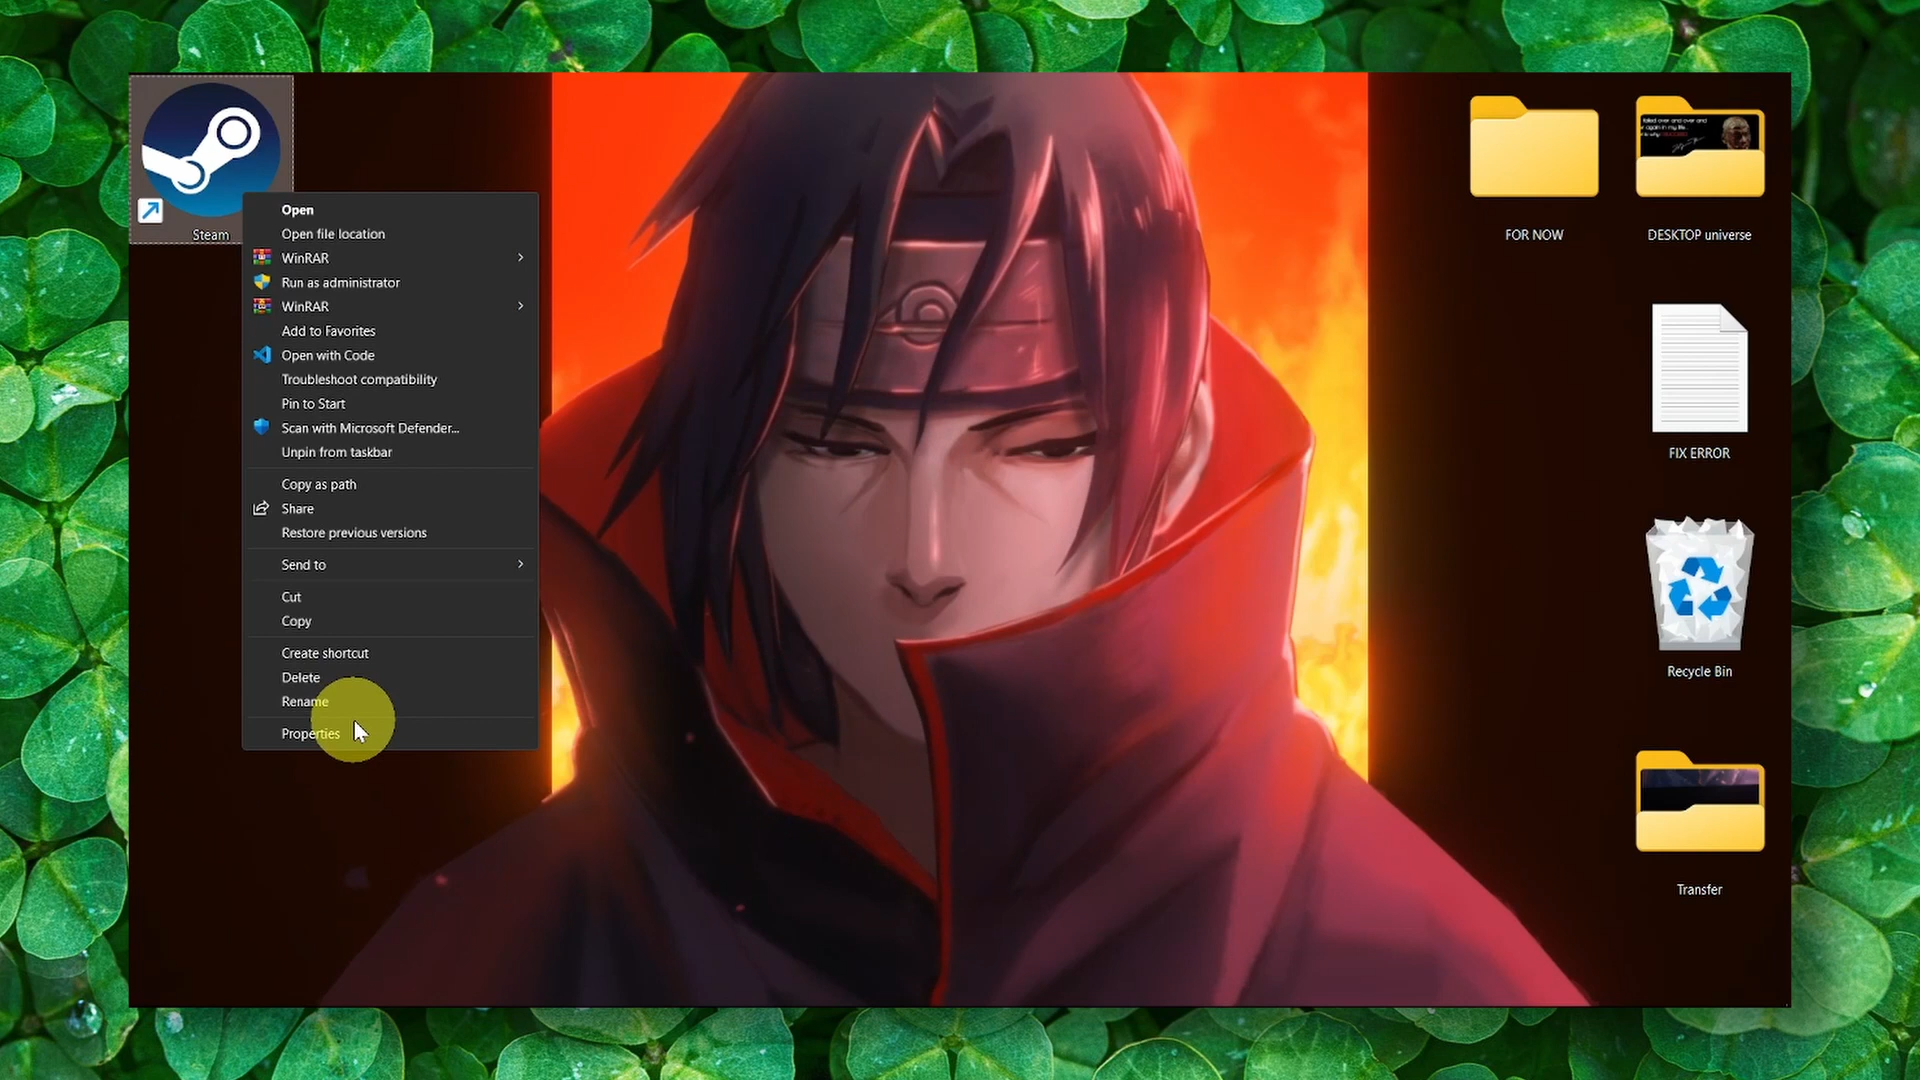 Steam
Open
Open file location
WinRAR
Run as administrator
WinRAR
Add to Favorites
Open with Code
Troubleshoot compatibility
Pin to Start
Scan with Microsoft Defender...
Unpin from taskbar
Copy as path
Share
Restore previous versions
Send to
Cut
Copy
Create shortcut
Delete
Rename
Properties
FOR NOW
DESKTOP universe
FIX ERROR
Recycle Bin
Transfer